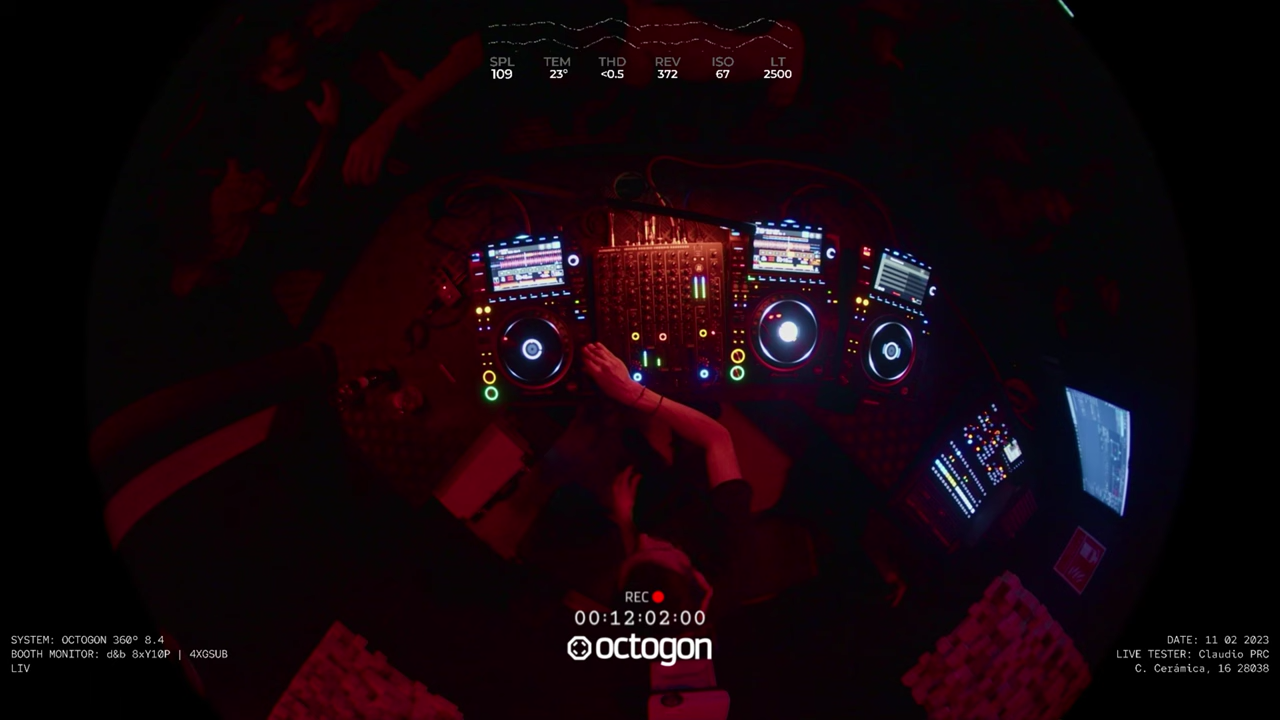 SPL TEM THD REV ISO LT
109 23° <0.5 372 67 2500
REC
00:12:02:00
octogon
SYSTEM: OCTOGON 360º 8.4
BOOTH MONITOR: d&b 8xY10P | 4XGSUB
LIV
DATE: 11 02 2023
LIVE TESTER: Claudio PRC
C. Cerámica, 16 28038